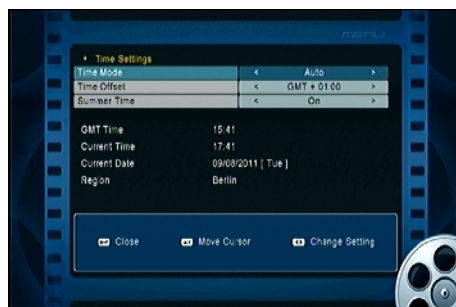 menu
Time Settings
Time Mode < Auto >
Time Offset < GMT + 01:00 >
Summer Time < On >
GMT Time 15:41
Current Time 17:41
Current Date 09/08/2011 [ Tue ]
Region Berlin
Close Move Cursor Change Setting